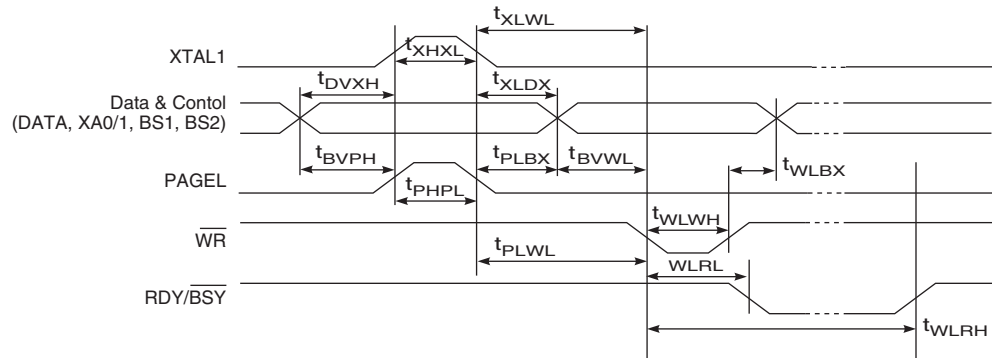 tXLWL
XTAL1
tXHXL
tDVXH
tXLDX
Data & Contol
(DATA, XA0/1, BS1, BS2)
tBVPH
tPLBX
tBVWL
tWLBX
PAGEL
tPHPL
tWLWH
WR
tPLWL
WLRL
RDY/BSY
tWLRH